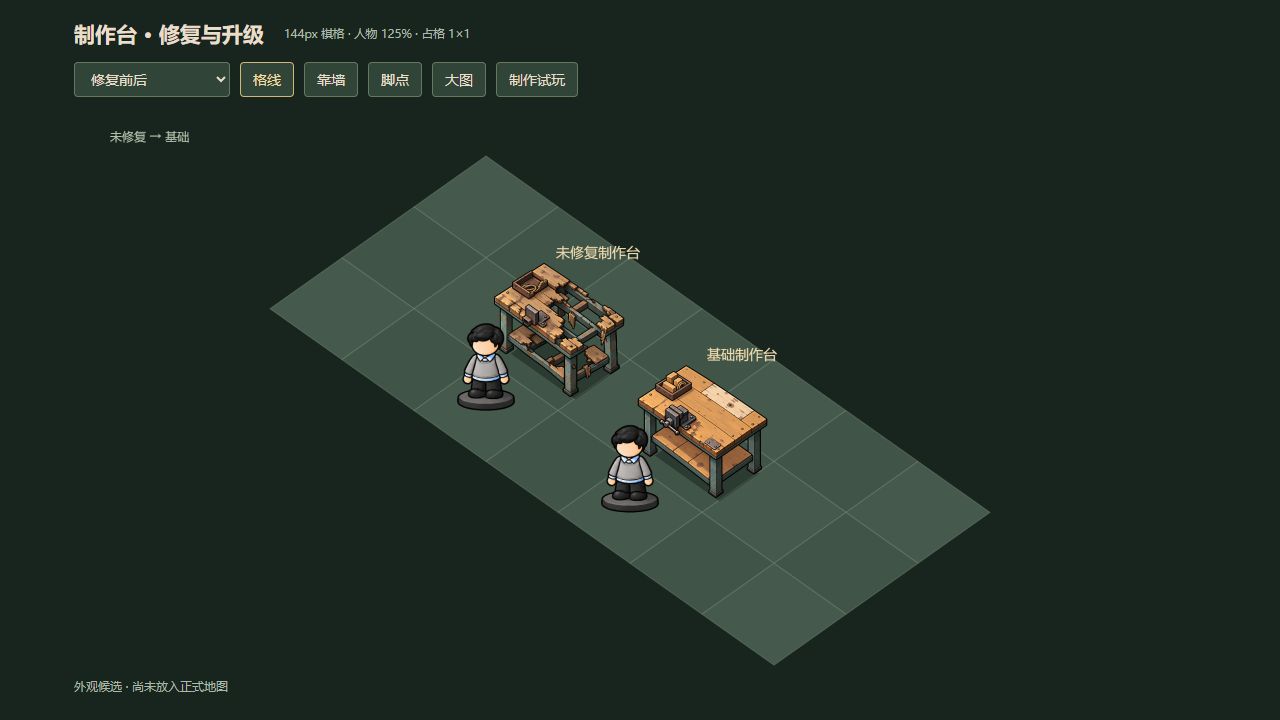 制作台 · 修复与升级
144px 棋格 · 人物 125% · 占格 1×1
修复前后
格线
靠墙
脚点
大图
制作试玩
未修复 → 基础
未修复制作台
基础制作台
外观候选 · 尚未放入正式地图